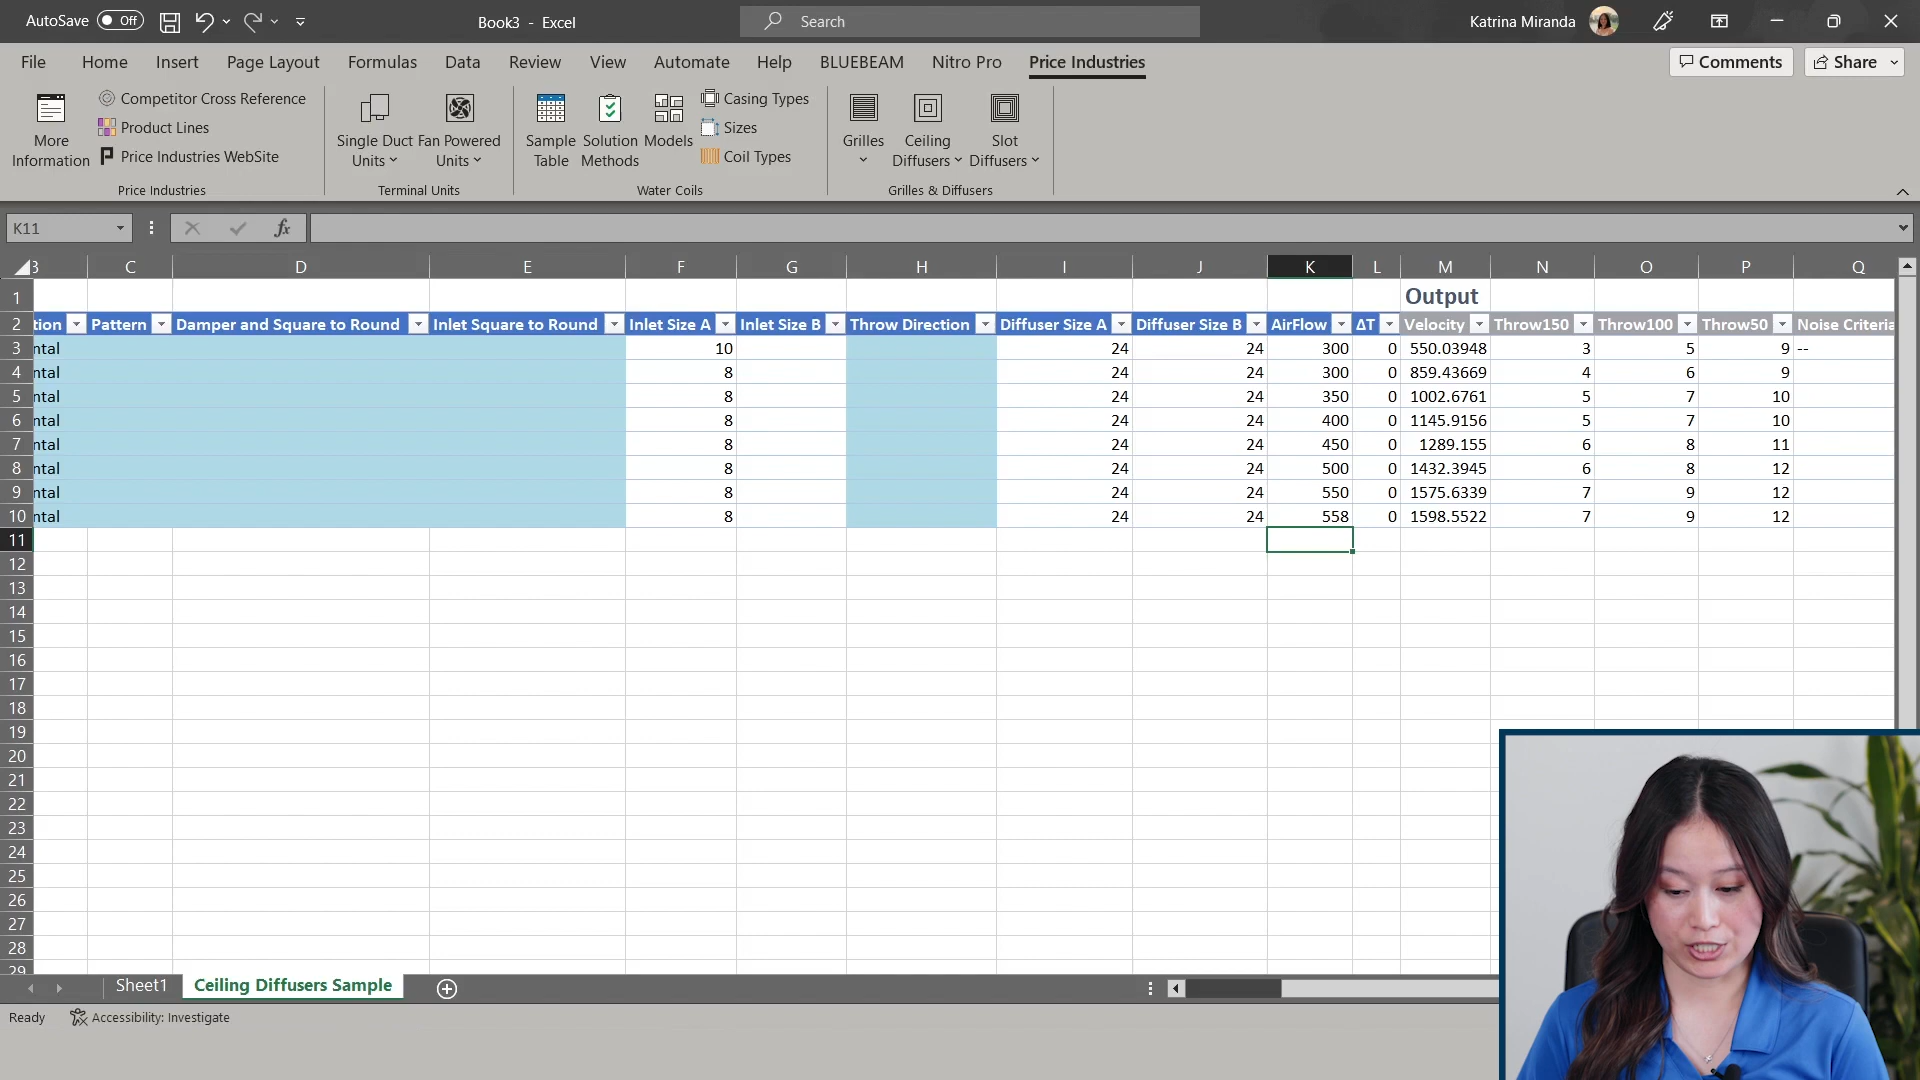 AutoSave Off Book3 - Excel Search Katrina Miranda
File Home Insert Page Layout Formulas Data Review View Automate Help BLUEBEAM Nitro Pro Price Industries Comments Share
More Information
Competitor Cross Reference
Product Lines
Price Industries WebSite
Price Industries
Single Duct Units
Fan Powered Units
Terminal Units
Sample Table
Solution Methods
Models
Casing Types
Sizes
Coil Types
Water Coils
Grilles
Ceiling Diffusers
Slot Diffusers
Grilles & Diffusers
K11 fx
B C D E F G H I J K L M N O P Q
1 Output
2 tion Pattern Damper and Square to Round Inlet Square to Round Inlet Size A Inlet Size B Throw Direction Diffuser Size A Diffuser Size B AirFlow ΔT Velocity Throw150 Throw100 Throw50 Noise Criteria
3 ntal 10 24 24 300 0 550.03948 3 5 9 --
4 ntal 8 24 24 300 0 859.43669 4 6 9
5 ntal 8 24 24 350 0 1002.6761 5 7 10
6 ntal 8 24 24 400 0 1145.9156 5 7 10
7 ntal 8 24 24 450 0 1289.155 6 8 11
8 ntal 8 24 24 500 0 1432.3945 6 8 12
9 ntal 8 24 24 550 0 1575.6339 7 9 12
10 ntal 8 24 24 558 0 1598.5522 7 9 12
11
12
13
14
15
16
17
18
19
20
21
22
23
24
25
26
27
28
29
Sheet1 Ceiling Diffusers Sample
Ready Accessibility: Investigate